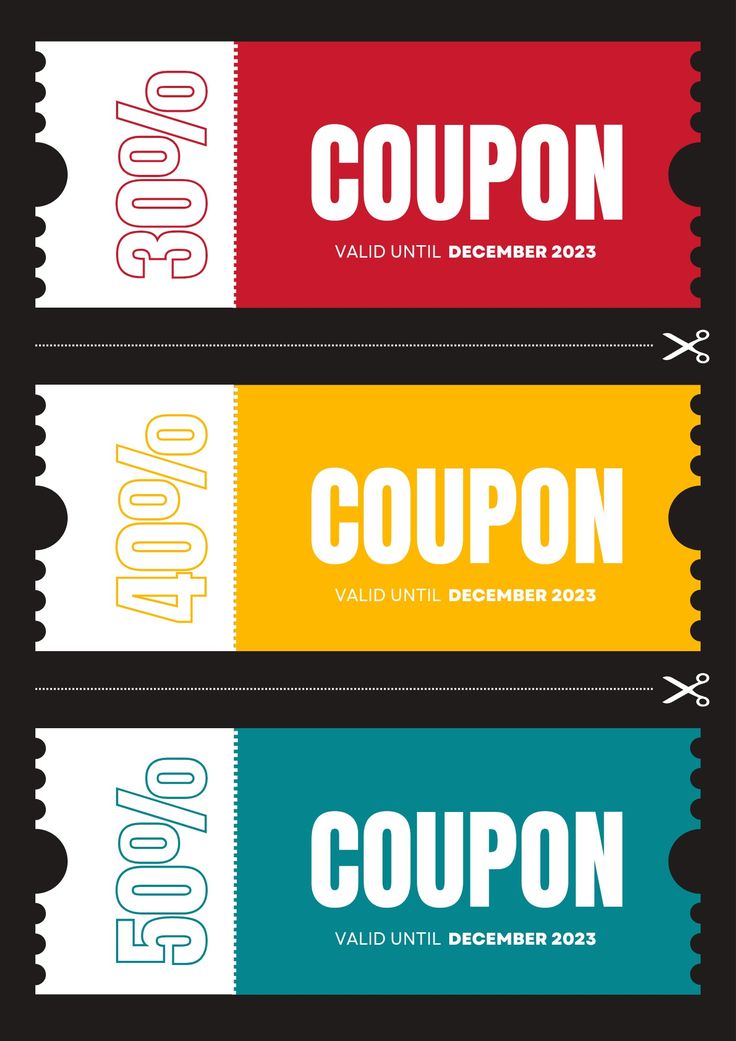 30%
COUPON
VALID UNTIL DECEMBER 2023
40%
COUPON
VALID UNTIL DECEMBER 2023
50%
COUPON
VALID UNTIL DECEMBER 2023